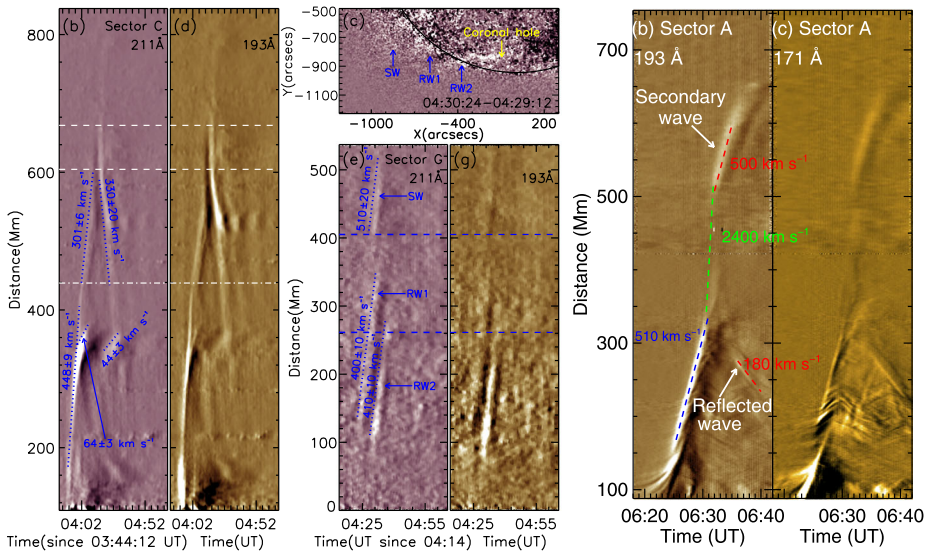 (b) Sector C
211Å
(d)
193Å
800
600
400
200
Distance(Mm)
301±6 km s⁻¹
330±20 km s⁻¹
448±9 km s⁻¹
44±3 km s⁻¹
64±3 km s⁻¹
04:02 04:52
04:02 04:52
Time(since 03:44:12 UT)
Time(UT)
(c)
Coronal hole
SW
RW1
RW2
04:30:24-04:29:12
-500
-700
-900
-1100
Y(arcsecs)
-1000 -400 200
X(arcsecs)
(e) Sector G
211Å
(g)
193Å
500
400
300
200
100
0
Distance(Mm)
510±20 km s⁻¹
SW
RW1
400±10 km s⁻¹
410±10 km s⁻¹
RW2
04:25 04:55
04:25 04:55
Time(UT since 04:14)
Time(UT)
(b) Sector A
193 Å
(c) Sector A
171 Å
700
500
300
100
Distance (Mm)
Secondary
wave
500 km s⁻¹
2400 km s⁻¹
510 km s⁻¹
180 km s⁻¹
Reflected
wave
06:20 06:30 06:40
06:30 06:40
Time (UT)
Time (UT)